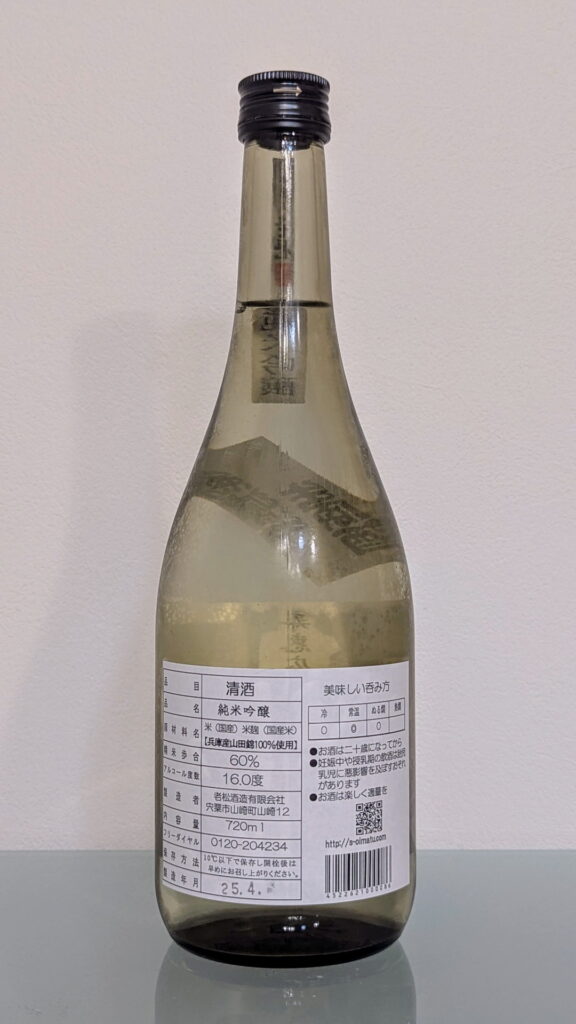 品目 清酒
品名 純米吟醸
原材料名 米(国産)米麹(国産米)
【兵庫産山田錦100%使用】
精米歩合 60%
アルコール度数 16.0度
製造者 老松酒造有限会社
宍粟市山崎町山崎12
内容量 720ml
フリーダイヤル 0120-204234
保存方法 10℃以下で保存し開栓後は
早めにお召し上がりください。
製造年月 25.4.
美味しい呑み方
冷 常温 ぬる燗 熱燗
○ ◎ ○
●お酒は二十歳になってから
●妊娠中や授乳期の飲酒は胎児
乳児に悪影響を及ぼすおそれ
があります
●お酒は楽しく適量を
http://s-oimatu.com/
4522621000286